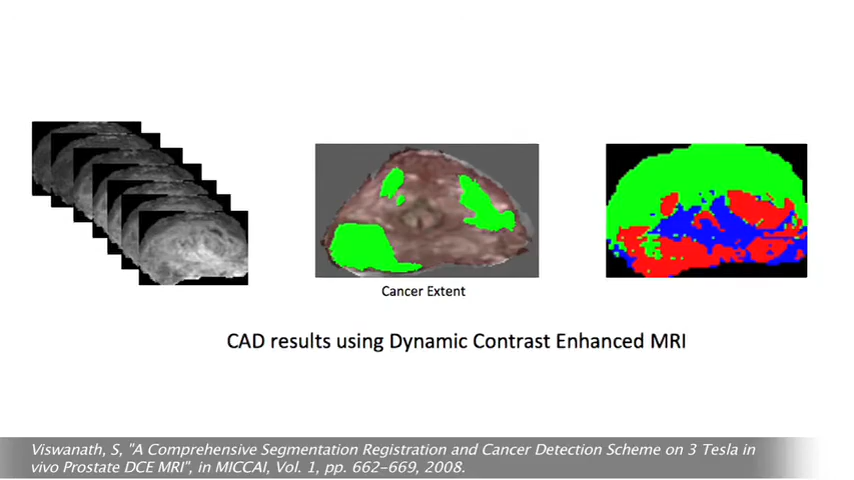 Cancer Extent
CAD results using Dynamic Contrast Enhanced MRI
Viswanath, S, "A Comprehensive Segmentation Registration and Cancer Detection Scheme on 3 Tesla in
vivo Prostate DCE MRI", in MICCAI, Vol. 1, pp. 662-669, 2008.